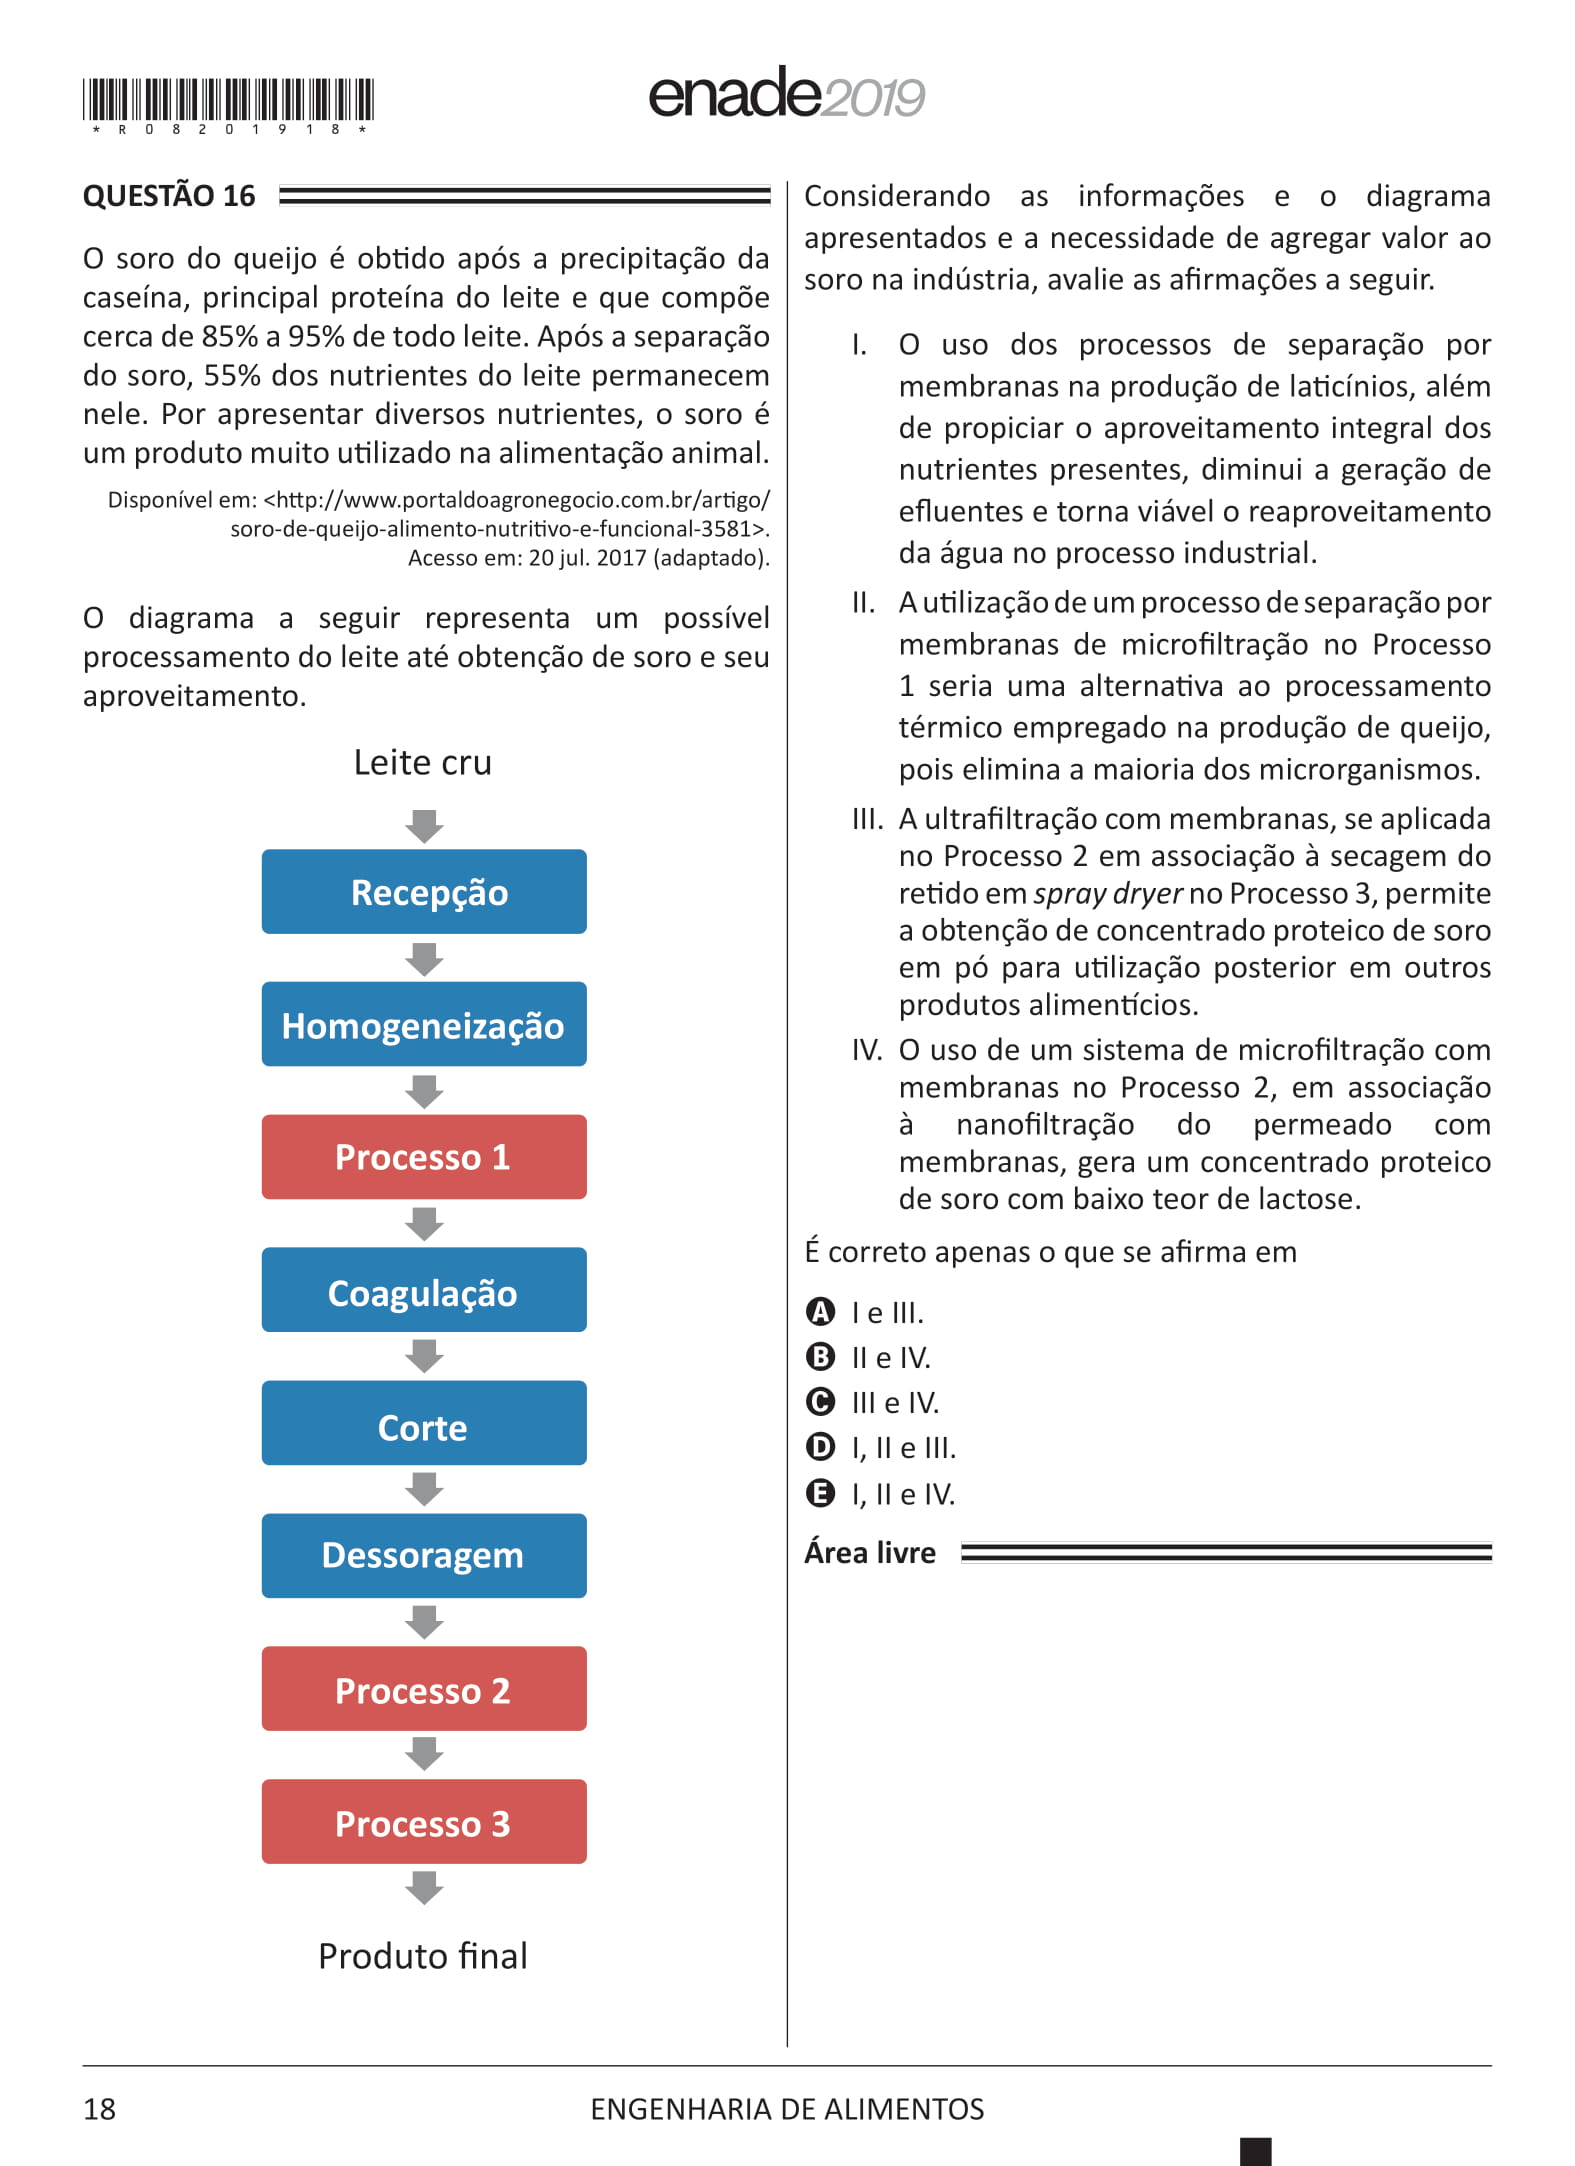 *R08201918*
enade2019
QUESTÃO 16
O soro do queijo é obtido após a precipitação da
caseína, principal proteína do leite e que compõe
cerca de 85% a 95% de todo leite. Após a separação
do soro, 55% dos nutrientes do leite permanecem
nele. Por apresentar diversos nutrientes, o soro é
um produto muito utilizado na alimentação animal.
Disponível em: <http://www.portaldoagronegocio.com.br/artigo/
soro-de-queijo-alimento-nutritivo-e-funcional-3581>.
Acesso em: 20 jul. 2017 (adaptado).
O diagrama a seguir representa um possível
processamento do leite até obtenção de soro e seu
aproveitamento.
Leite cru
Recepção
Homogeneização
Processo 1
Coagulação
Corte
Dessoragem
Processo 2
Processo 3
Produto final
Considerando as informações e o diagrama
apresentados e a necessidade de agregar valor ao
soro na indústria, avalie as afirmações a seguir.
I. O uso dos processos de separação por
membranas na produção de laticínios, além
de propiciar o aproveitamento integral dos
nutrientes presentes, diminui a geração de
efluentes e torna viável o reaproveitamento
da água no processo industrial.
II. A utilização de um processo de separação por
membranas de microfiltração no Processo
1 seria uma alternativa ao processamento
térmico empregado na produção de queijo,
pois elimina a maioria dos microrganismos.
III. A ultrafiltração com membranas, se aplicada
no Processo 2 em associação à secagem do
retido em spray dryer no Processo 3, permite
a obtenção de concentrado proteico de soro
em pó para utilização posterior em outros
produtos alimentícios.
IV. O uso de um sistema de microfiltração com
membranas no Processo 2, em associação
à nanofiltração do permeado com
membranas, gera um concentrado proteico
de soro com baixo teor de lactose.
É correto apenas o que se afirma em
A I e III.
B II e IV.
C III e IV.
D I, II e III.
E I, II e IV.
Área livre
18
ENGENHARIA DE ALIMENTOS